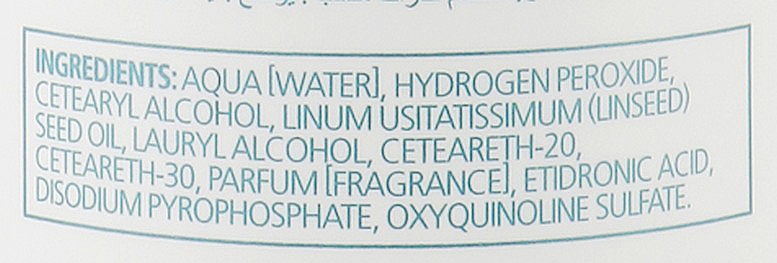 INGREDIENTS: AQUA [WATER], HYDROGEN PEROXIDE,
CETEARYL ALCOHOL, LINUM USITATISSIMUM (LINSEED)
SEED OIL, LAURYL ALCOHOL, CETEARETH-20,
CETEARETH-30, PARFUM [FRAGRANCE], ETIDRONIC ACID,
DISODIUM PYROPHOSPHATE, OXYQUINOLINE SULFATE.